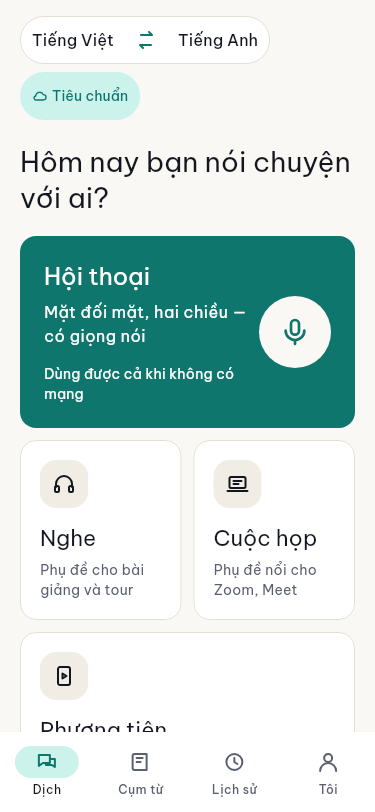 Tiếng Việt
Tiếng Anh
Tiêu chuẩn
Hôm nay bạn nói chuyện
với ai?
Hội thoại
Mặt đối mặt, hai chiều —
có giọng nói
Dùng được cả khi không có
mạng
Nghe
Phụ đề cho bài
giảng và tour
Cuộc họp
Phụ đề nổi cho
Zoom, Meet
Phương tiện
Dịch
Cụm từ
Lịch sử
Tôi